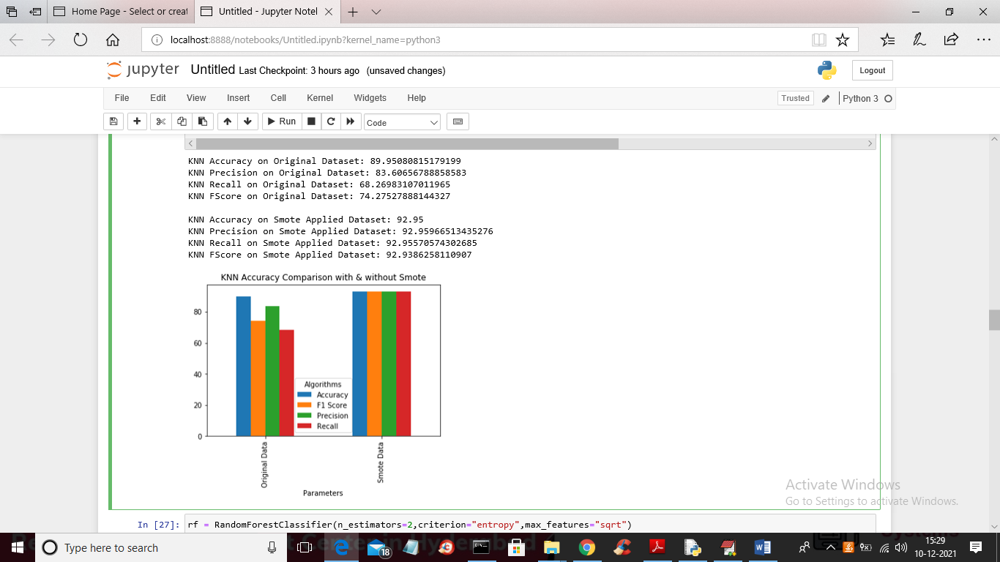 Home Page - Select or creat
Untitled - Jupyter Notel
localhost:8888/notebooks/Untitled.ipynb?kernel_name=python3
jupyter Untitled Last Checkpoint: 3 hours ago (unsaved changes)
Logout
File Edit View Insert Cell Kernel Widgets Help
Trusted
Python 3
Run
Code
KNN Accuracy on Original Dataset: 89.95080815179199
KNN Precision on Original Dataset: 83.60656788858583
KNN Recall on Original Dataset: 68.26983107011965
KNN FScore on Original Dataset: 74.27527888144327
KNN Accuracy on Smote Applied Dataset: 92.95
KNN Precision on Smote Applied Dataset: 92.95966513435276
KNN Recall on Smote Applied Dataset: 92.95570574302685
KNN FScore on Smote Applied Dataset: 92.9386258110907
KNN Accuracy Comparison with & without Smote
80
60
40
20
0
Algorithms
Accuracy
F1 Score
Precision
Recall
Original Data
Smote Data
Parameters
Activate Windows
Go to Settings to activate Windows.
In [27]: rf = RandomForestClassifier(n_estimators=2,criterion="entropy",max_features="sqrt")
Type here to search
18
15:29
10-12-2021